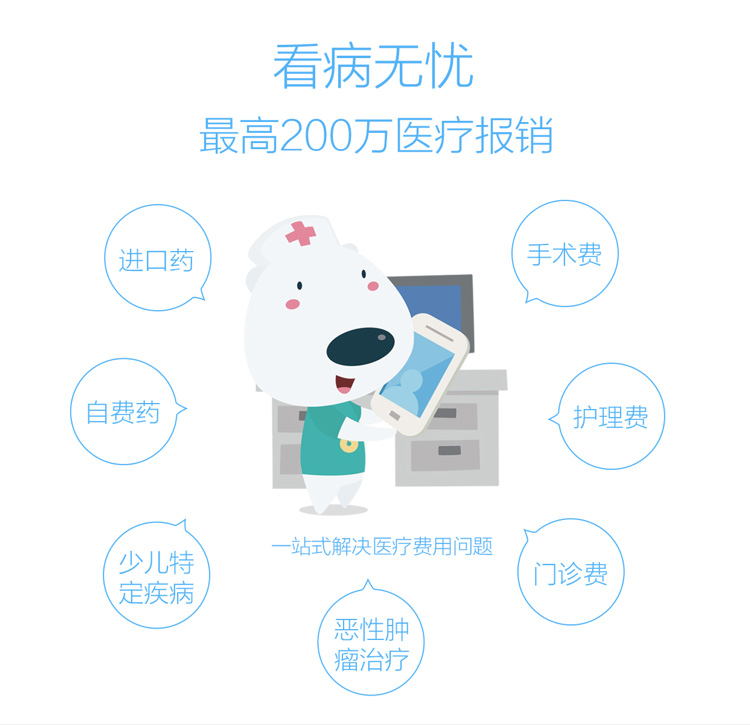 看病无忧
最高200万医疗报销
进口药
手术费
自费药
护理费
一站式解决医疗费用问题
少儿特
定疾病
门诊费
恶性肿
瘤治疗